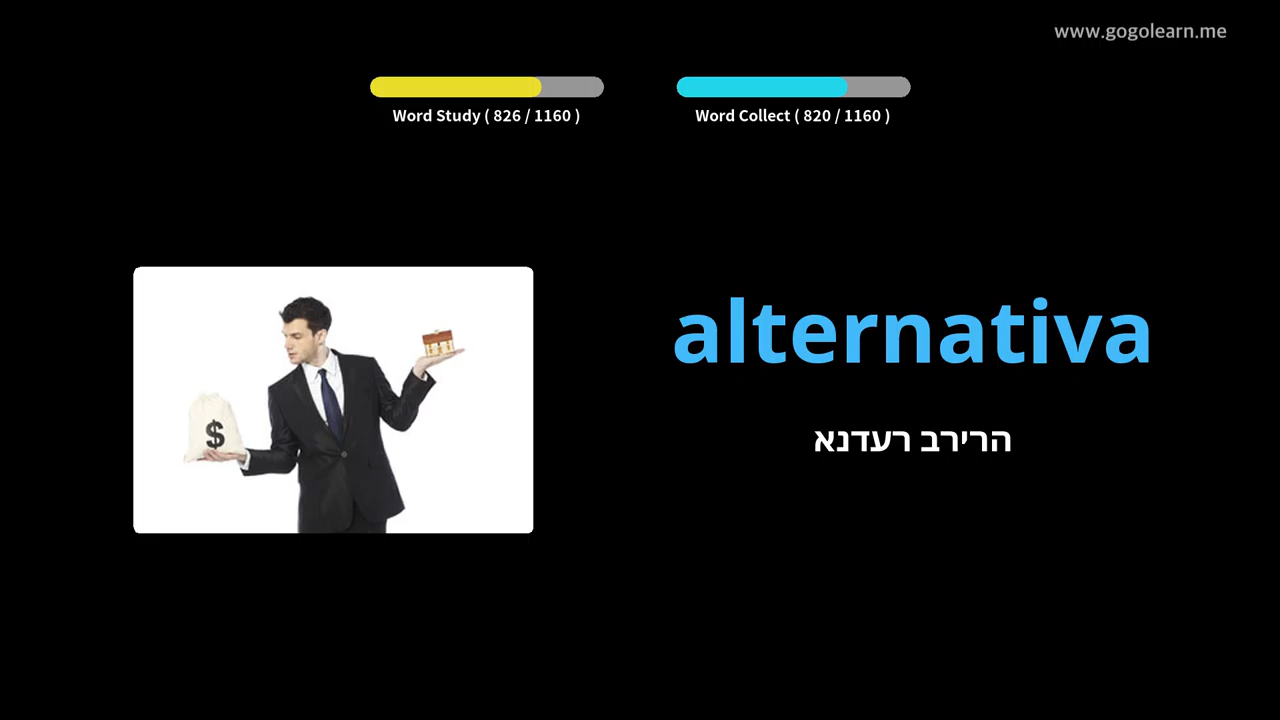 www.gogolearn.me
Word Study ( 826 / 1160 )
Word Collect ( 820 / 1160 )
$
alternativa
הרירב רעדנא